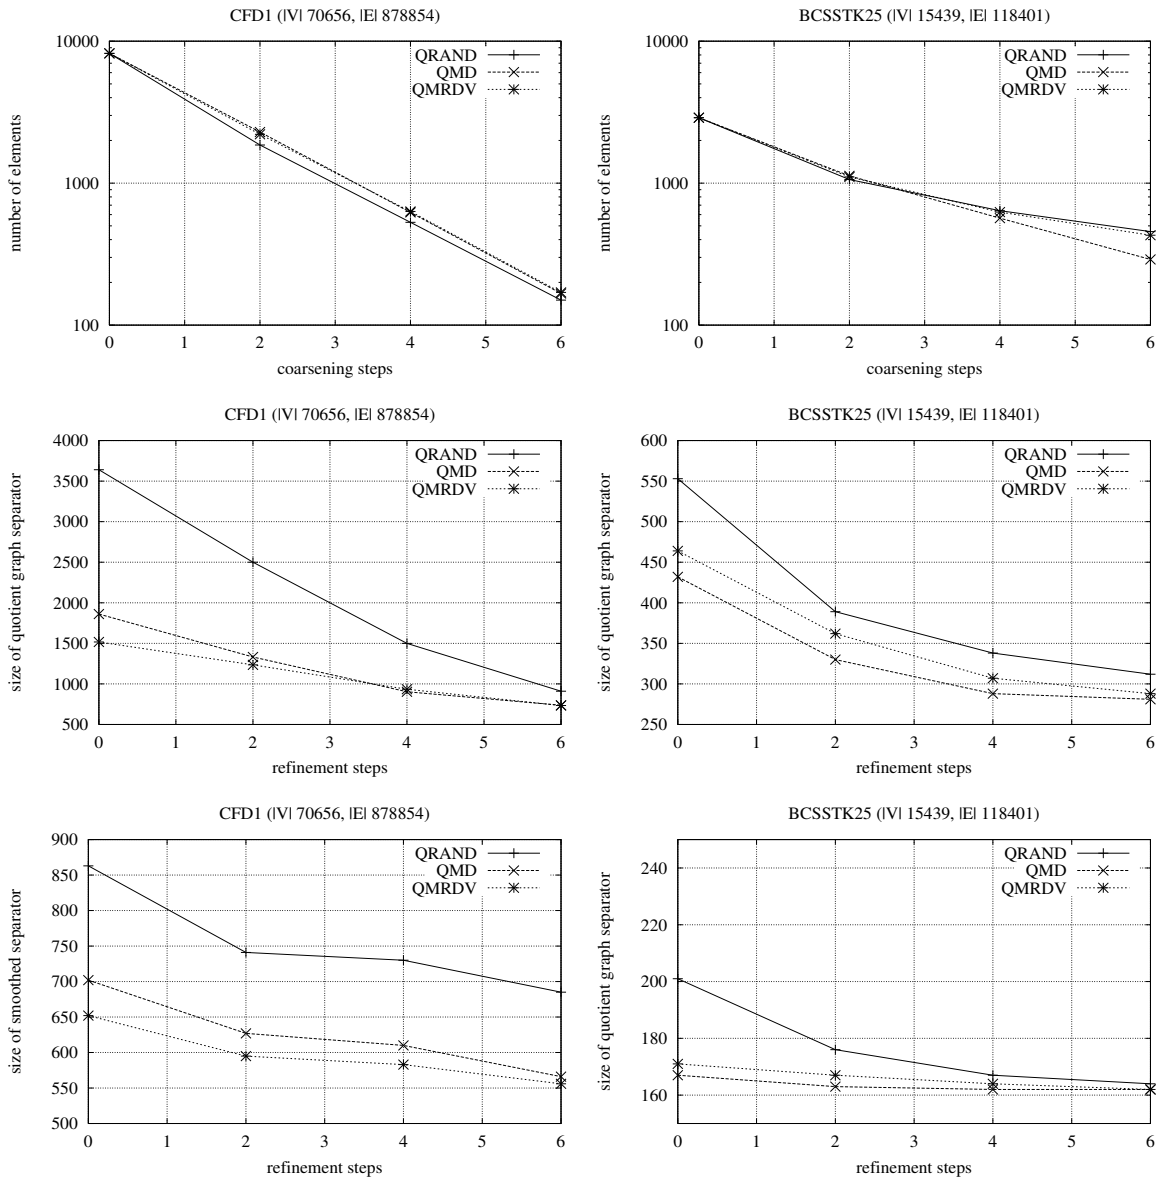 CFD1 (|V| 70656, |E| 878854)
10000
1000
100
number of elements
QRAND
QMD
QMRDV
0 1 2 3 4 5 6
coarsening steps
BCSSTK25 (|V| 15439, |E| 118401)
10000
1000
100
number of elements
QRAND
QMD
QMRDV
0 1 2 3 4 5 6
coarsening steps
CFD1 (|V| 70656, |E| 878854)
4000
3500
3000
2500
2000
1500
1000
500
size of quotient graph separator
QRAND
QMD
QMRDV
0 1 2 3 4 5 6
refinement steps
BCSSTK25 (|V| 15439, |E| 118401)
600
550
500
450
400
350
300
250
size of quotient graph separator
QRAND
QMD
QMRDV
0 1 2 3 4 5 6
refinement steps
CFD1 (|V| 70656, |E| 878854)
900
850
800
750
700
650
600
550
500
size of smoothed separator
QRAND
QMD
QMRDV
0 1 2 3 4 5 6
refinement steps
BCSSTK25 (|V| 15439, |E| 118401)
240
220
200
180
160
size of quotient graph separator
QRAND
QMD
QMRDV
0 1 2 3 4 5 6
refinement steps